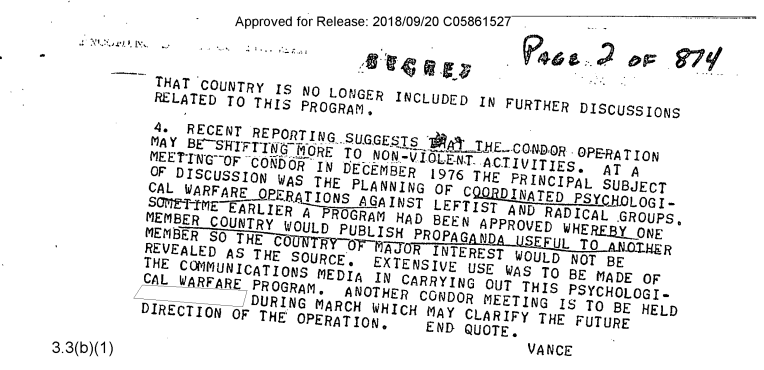 Approved for Release: 2018/09/20 C05861527
SECRET
PAGE 2 OF 874
THAT COUNTRY IS NO LONGER INCLUDED IN FURTHER DISCUSSIONS
RELATED TO THIS PROGRAM.
4. RECENT REPORTING SUGGESTS THAT THE CONDOR OPERATION
MAY BE SHIFTING MORE TO NON-VIOLENT ACTIVITIES. AT A
MEETING OF CONDOR IN DECEMBER 1976 THE PRINCIPAL SUBJECT
OF DISCUSSION WAS THE PLANNING OF COORDINATED PSYCHOLOGI-
CAL WARFARE OPERATIONS AGAINST LEFTIST AND RADICAL GROUPS.
SOMETIME EARLIER A PROGRAM HAD BEEN APPROVED WHEREBY ONE
MEMBER COUNTRY WOULD PUBLISH PROPAGANDA USEFUL TO ANOTHER
MEMBER SO THE COUNTRY OF MAJOR INTEREST WOULD NOT BE
REVEALED AS THE SOURCE. EXTENSIVE USE WAS TO BE MADE OF
THE COMMUNICATIONS MEDIA IN CARRYING OUT THIS PSYCHOLOGI-
CAL WARFARE PROGRAM. ANOTHER CONDOR MEETING IS TO BE HELD
DURING MARCH WHICH MAY CLARIFY THE FUTURE
DIRECTION OF THE OPERATION. END QUOTE.
3.3(b)(1)
VANCE